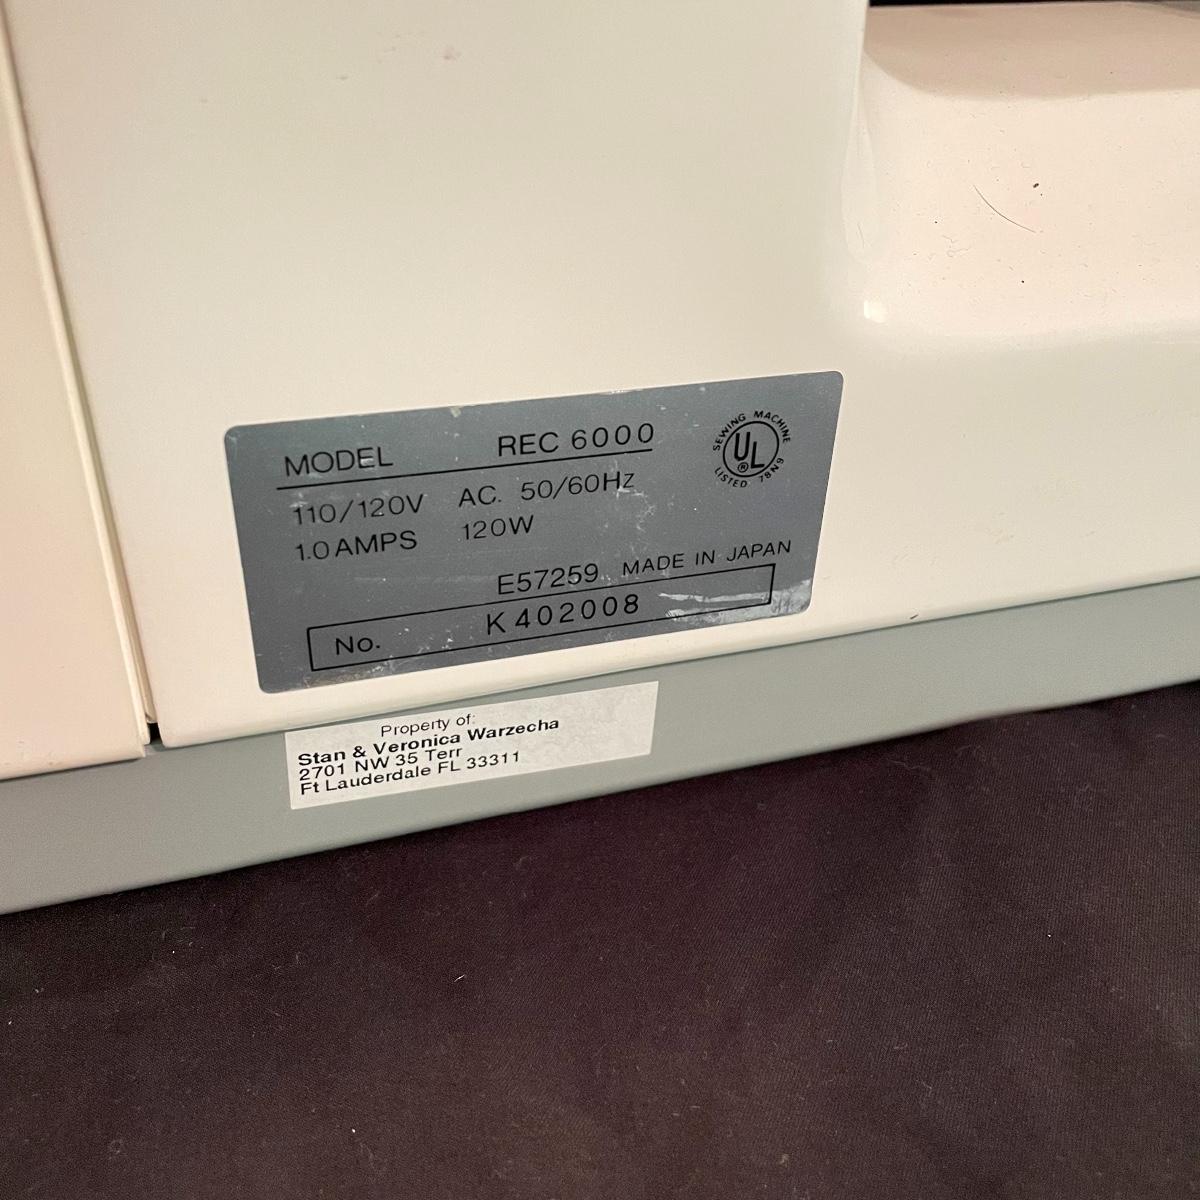 MODEL REC 6000
110/120V AC. 50/60Hz
1.0 AMPS 120W
SEWING MACHINE
UL
®
LISTED 78N9
E57259 MADE IN JAPAN
No. K402008
Property of:
Stan & Veronica Warzecha
2701 NW 35 Terr
Ft Lauderdale FL 33311